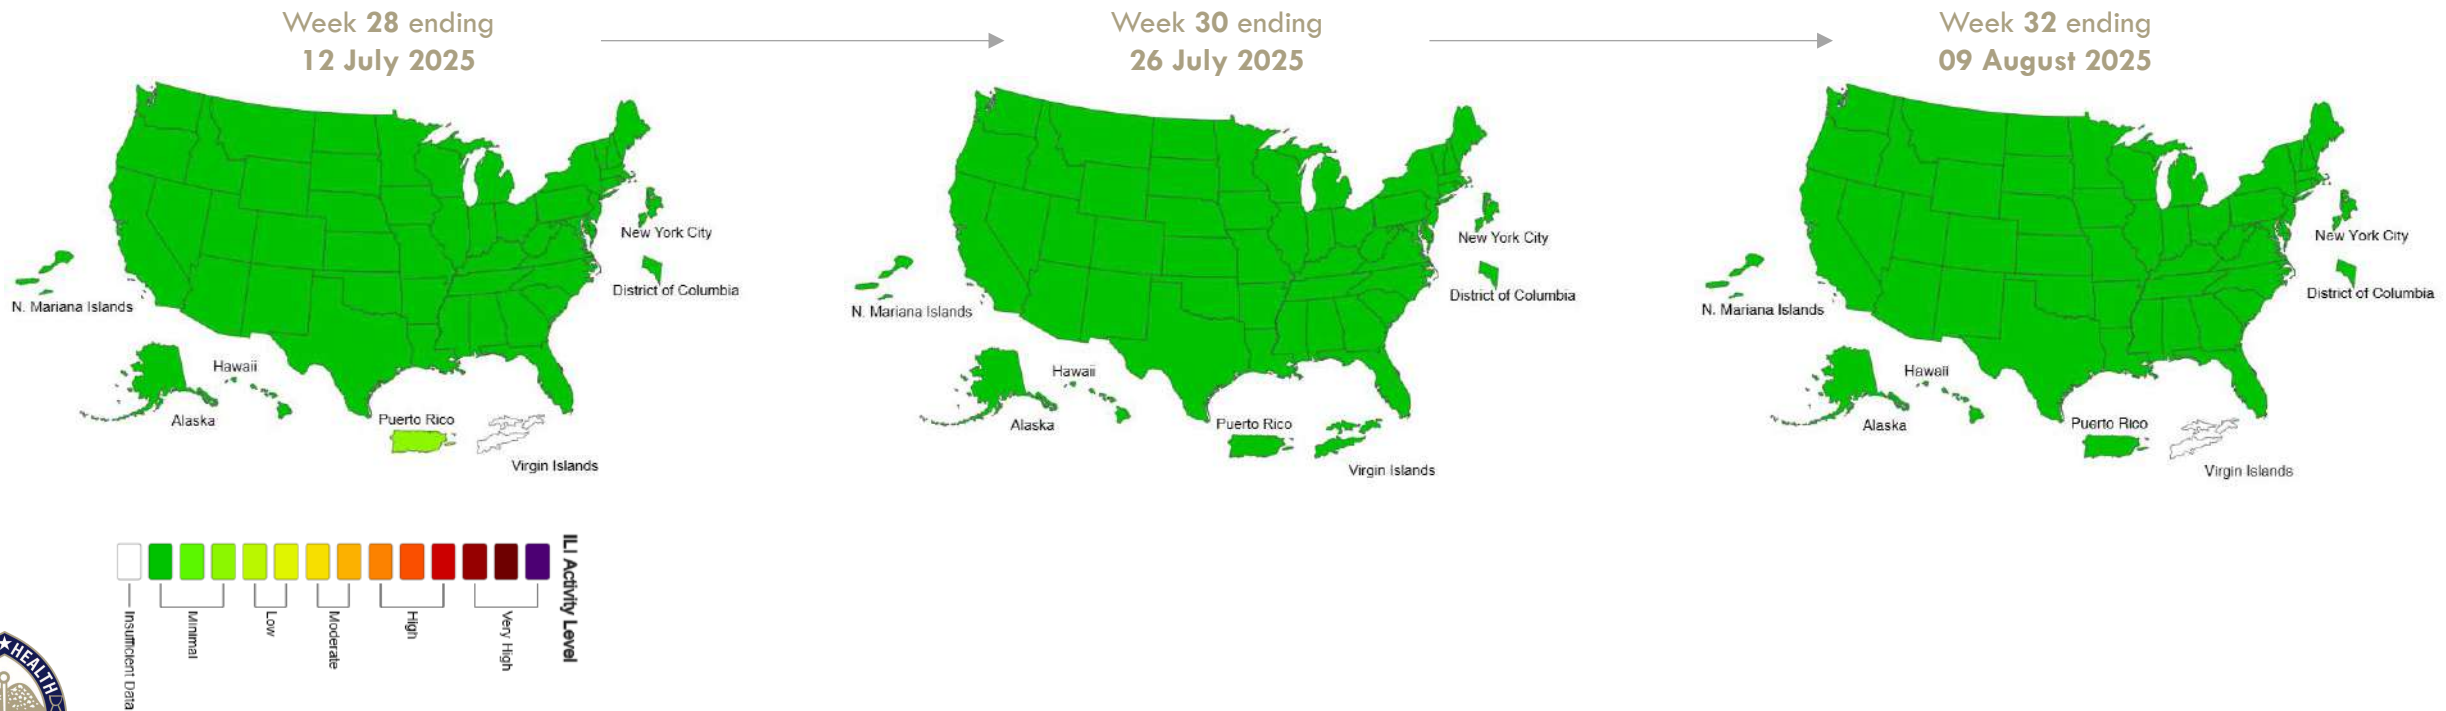 Week 28 ending
12 July 2025
Week 30 ending
26 July 2025
Week 32 ending
09 August 2025
New York City
District of Columbia
N. Mariana Islands
Hawaii
Alaska
Puerto Rico
Virgin Islands
New York City
District of Columbia
N. Mariana Islands
Hawaii
Alaska
Puerto Rico
Virgin Islands
New York City
District of Columbia
N. Mariana Islands
Hawaii
Alaska
Puerto Rico
Virgin Islands
ILI Activity Level
Insufficient Data
Minimal
Low
Moderate
High
Very High
HEALTH